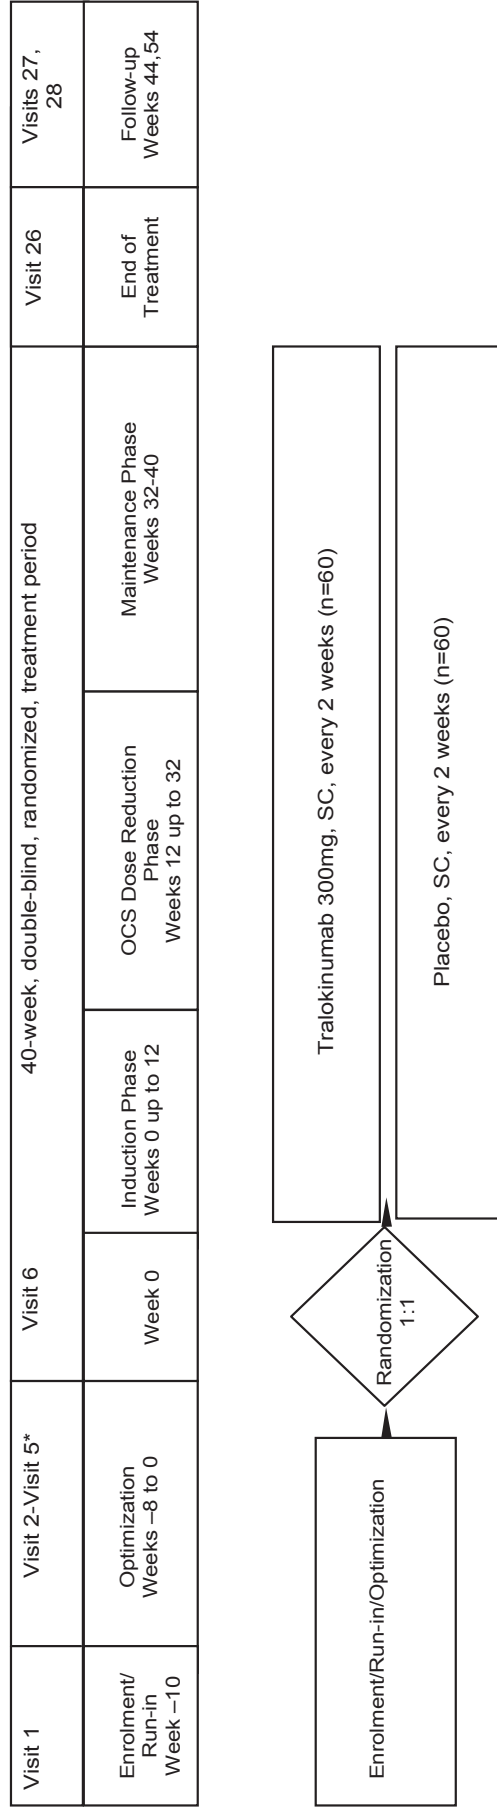 Visit 1
Visit 2-Visit 5*
Visit 6
40-week, double-blind, randomized, treatment period
Visit 26
Visits 27,
28
Enrolment/
Run-in
Week –10
Optimization
Weeks –8 to 0
Week 0
Induction Phase
Weeks 0 up to 12
OCS Dose Reduction
Phase
Weeks 12 up to 32
Maintenance Phase
Weeks 32-40
End of
Treatment
Follow-up
Weeks 44,54
Enrolment/Run-in/Optimization
Randomization
1:1
Tralokinumab 300mg, SC, every 2 weeks (n=60)
Placebo, SC, every 2 weeks (n=60)